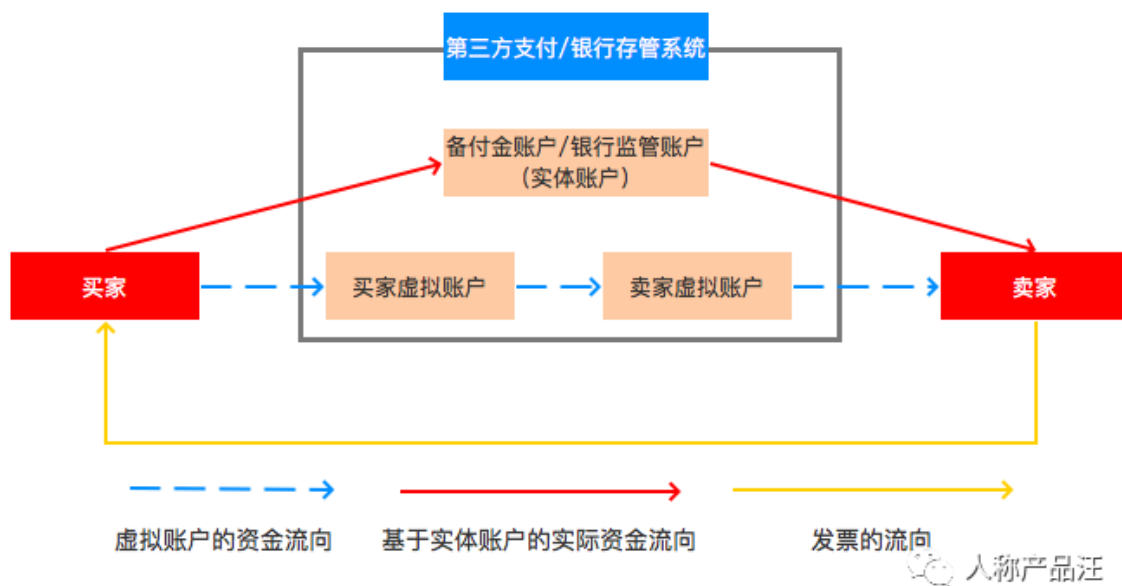 第三方支付/银行存管系统
备付金账户/银行监管账户
（实体账户）
买家
买家虚拟账户
卖家虚拟账户
卖家
虚拟账户的资金流向
基于实体账户的实际资金流向
发票的流向
人称产品汪